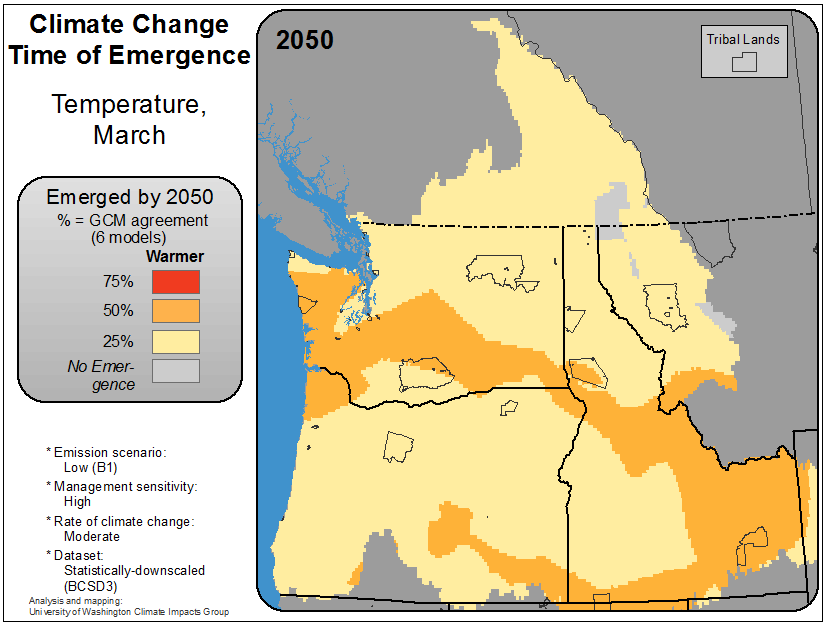 Climate Change
Time of Emergence
Temperature,
March
Emerged by 2050
% = GCM agreement
(6 models)
Warmer
75%
50%
25%
No Emer-
gence
* Emission scenario:
Low (B1)
* Management sensitivity:
High
* Rate of climate change:
Moderate
* Dataset:
Statistically-downscaled
(BCSD3)
Analysis and mapping:
University of Washington Climate Impacts Group
2050
Tribal Lands